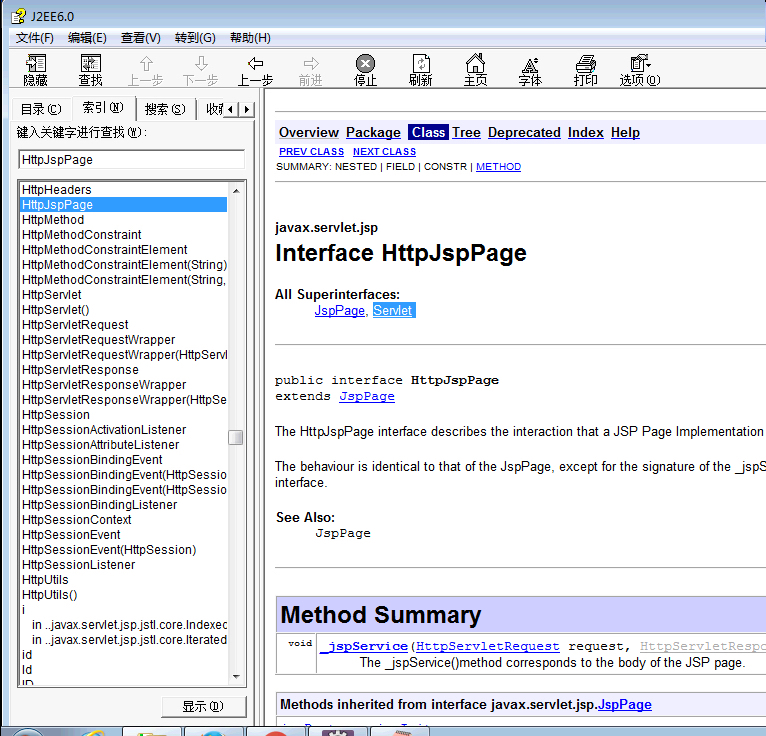 J2EE6.0
文件(F) 编辑(E) 查看(V) 转到(G) 帮助(H)
隐藏 查找 上一步 下一步 上一步 前进 停止 刷新 主页 字体 打印 选项(O)
目录(C) 索引(N) 搜索(S)
键入关键字进行查找(W):
HttpJspPage
HttpHeaders
HttpJspPage
HttpMethod
HttpMethodConstraint
HttpMethodConstraintElement
HttpMethodConstraintElement(String)
HttpMethodConstraintElement(String,
HttpServlet
HttpServlet()
HttpServletRequest
HttpServletRequestWrapper
HttpServletRequestWrapper(HttpServl
HttpServletResponse
HttpServletResponseWrapper
HttpServletResponseWrapper(HttpSe
HttpSession
HttpSessionActivationListener
HttpSessionAttributeListener
HttpSessionBindingEvent
HttpSessionBindingEvent(HttpSessio
HttpSessionBindingEvent(HttpSessio
HttpSessionBindingListener
HttpSessionContext
HttpSessionEvent
HttpSessionEvent(HttpSession)
HttpSessionListener
HttpUtils
HttpUtils()
i
in ..javax.servlet.jsp.jstl.core.Indexed
in ..javax.servlet.jsp.jstl.core.Iterated
id
Id
ID
显示(D)
Overview Package Class Tree Deprecated Index Help
PREV CLASS NEXT CLASS
SUMMARY: NESTED | FIELD | CONSTR | METHOD
javax.servlet.jsp
Interface HttpJspPage
All Superinterfaces:
JspPage, Servlet
public interface HttpJspPage
extends JspPage
The HttpJspPage interface describes the interaction that a JSP Page Implementation
The behaviour is identical to that of the JspPage, except for the signature of the _jspS
interface.
See Also:
JspPage
Method Summary
void _jspService(HttpServletRequest request, HttpServletRespo
The _jspService()method corresponds to the body of the JSP page.
Methods inherited from interface javax.servlet.jsp.JspPage